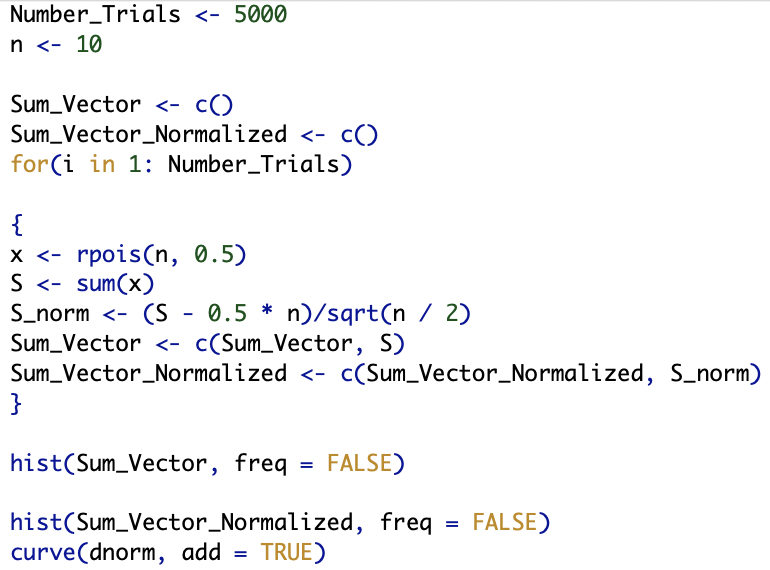 Number_Trials <- 5000
n <- 10
Sum_Vector <- c()
Sum_Vector_Normalized <- c()
for(i in 1: Number_Trials)
{
x <- rpois(n, 0.5)
S <- sum(x)
S_norm <- (S - 0.5 * n)/sqrt(n / 2)
Sum_Vector <- c(Sum_Vector, S)
Sum_Vector_Normalized <- c(Sum_Vector_Normalized, S_norm)
}
hist(Sum_Vector, freq = FALSE)
hist(Sum_Vector_Normalized, freq = FALSE)
curve(dnorm, add = TRUE)